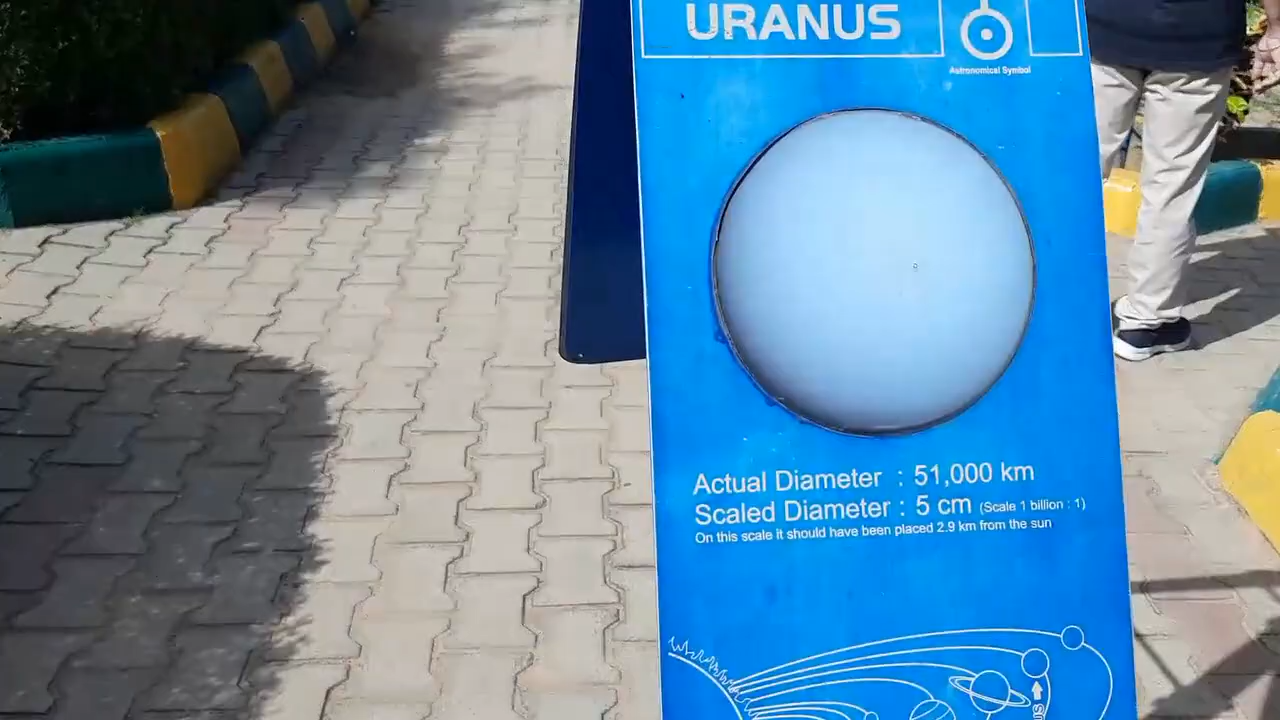 URANUS
Astronomical Symbol
Actual Diameter : 51,000 km
Scaled Diameter : 5 cm (Scale 1 billion : 1)
On this scale it should have been placed 2.9 km from the sun